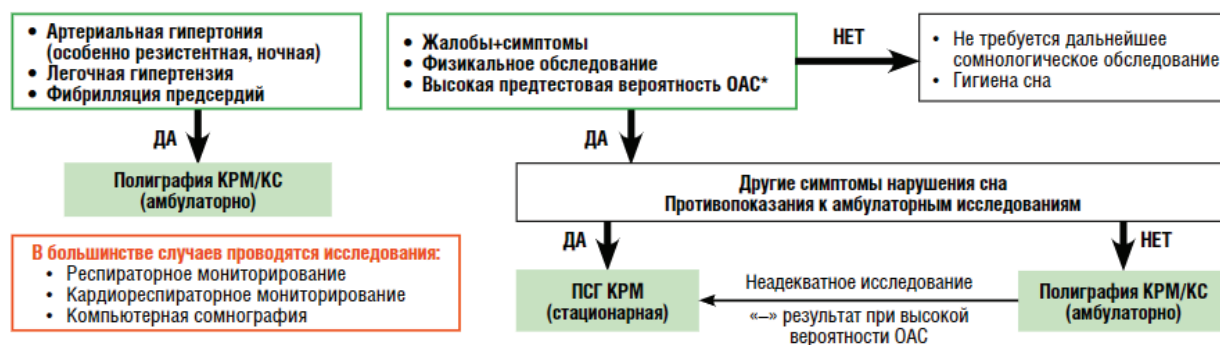 • Артериальная гипертония
(особенно резистентная, ночная)
• Легочная гипертензия
• Фибрилляция предсердий
ДА
Полиграфия КРМ/КС
(амбулаторно)
В большинстве случаев проводятся исследования:
• Респираторное мониторирование
• Кардиореспираторное мониторирование
• Компьютерная сомнография
• Жалобы+симптомы
• Физикальное обследование
• Высокая предтестовая вероятность ОАС*
НЕТ
• Не требуется дальнейшее
сомнологическое обследование
• Гигиена сна
ДА
Другие симптомы нарушения сна
Противопоказания к амбулаторным исследованиям
ДА
НЕТ
ПСГ КРМ
(стационарная)
Неадекватное исследование
«–» результат при высокой
вероятности ОАС
Полиграфия КРМ/КС
(амбулаторно)